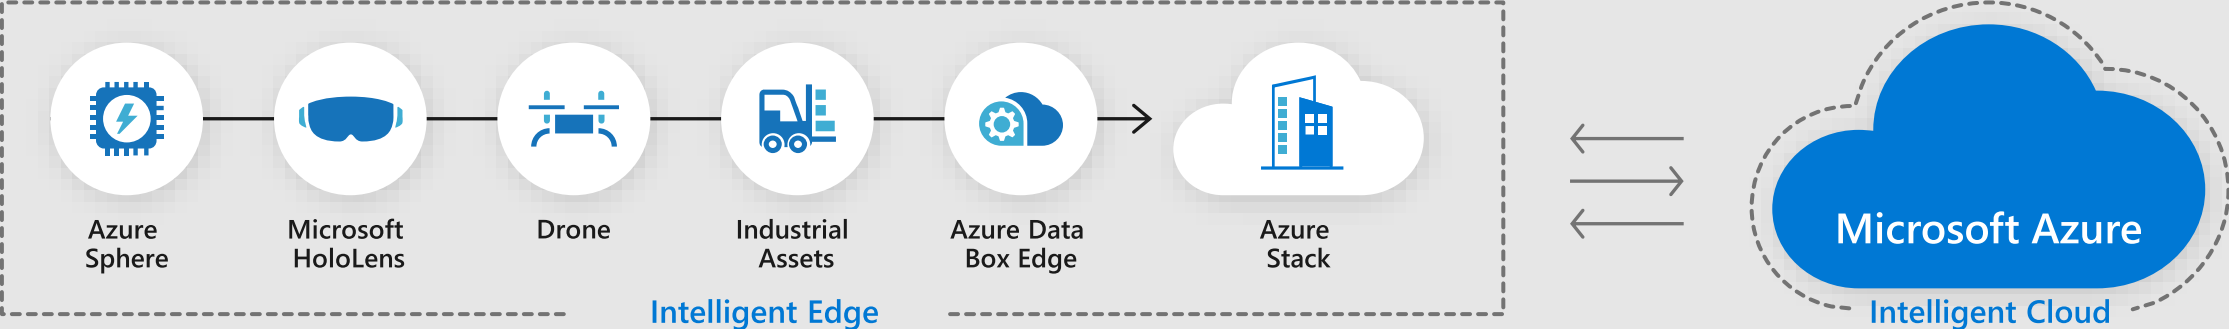 Azure
Sphere
Microsoft
HoloLens
Drone
Industrial
Assets
Azure Data
Box Edge
Azure
Stack
Intelligent Edge
Microsoft Azure
Intelligent Cloud